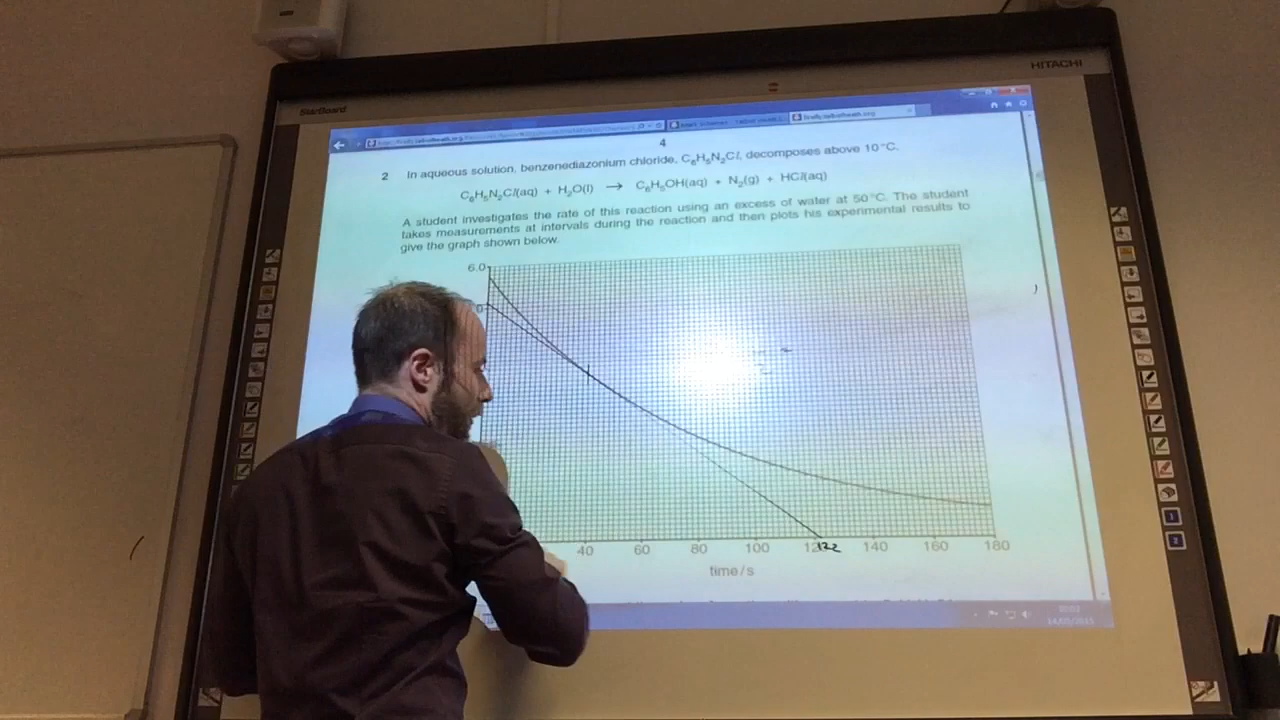 HITACHI
StarBoard
4
2 In aqueous solution, benzenediazonium chloride, C₆H₅N₂Cl, decomposes above 10°C.
C₆H₅N₂Cl(aq) + H₂O(l) → C₆H₅OH(aq) + N₂(g) + HCl(aq)
A student investigates the rate of this reaction using an excess of water at 50°C. The student
takes measurements at intervals during the reaction and then plots his experimental results to
give the graph shown below.
6.0
0
40 60 80 100 122 140 160 180
time/s